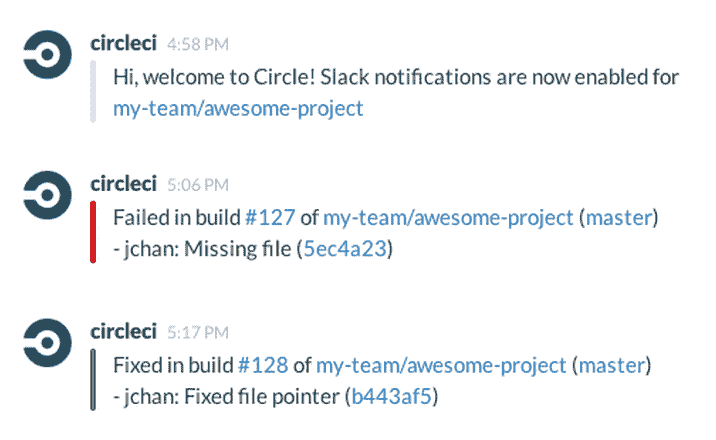 circleci 4:58 PM
Hi, welcome to Circle! Slack notifications are now enabled for
my-team/awesome-project
circleci 5:06 PM
Failed in build #127 of my-team/awesome-project (master)
- jchan: Missing file (5ec4a23)
circleci 5:17 PM
Fixed in build #128 of my-team/awesome-project (master)
- jchan: Fixed file pointer (b443af5)